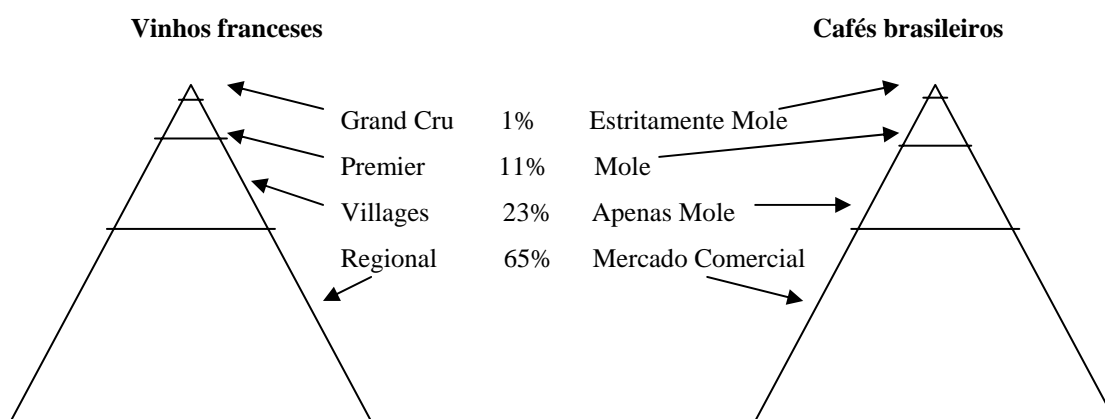 Vinhos franceses Cafés brasileiros
Grand Cru 1% Estritamente Mole
Premier 11% Mole
Villages 23% Apenas Mole
Regional 65% Mercado Comercial